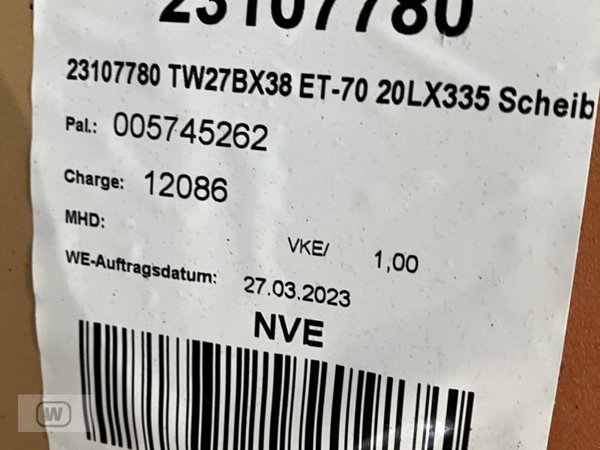 23107780
23107780 TW27BX38 ET-70 20LX335 Scheib
Pal.: 005745262
Charge: 12086
MHD:
VKE/ 1,00
WE-Auftragsdatum: 27.03.2023
NVE
W